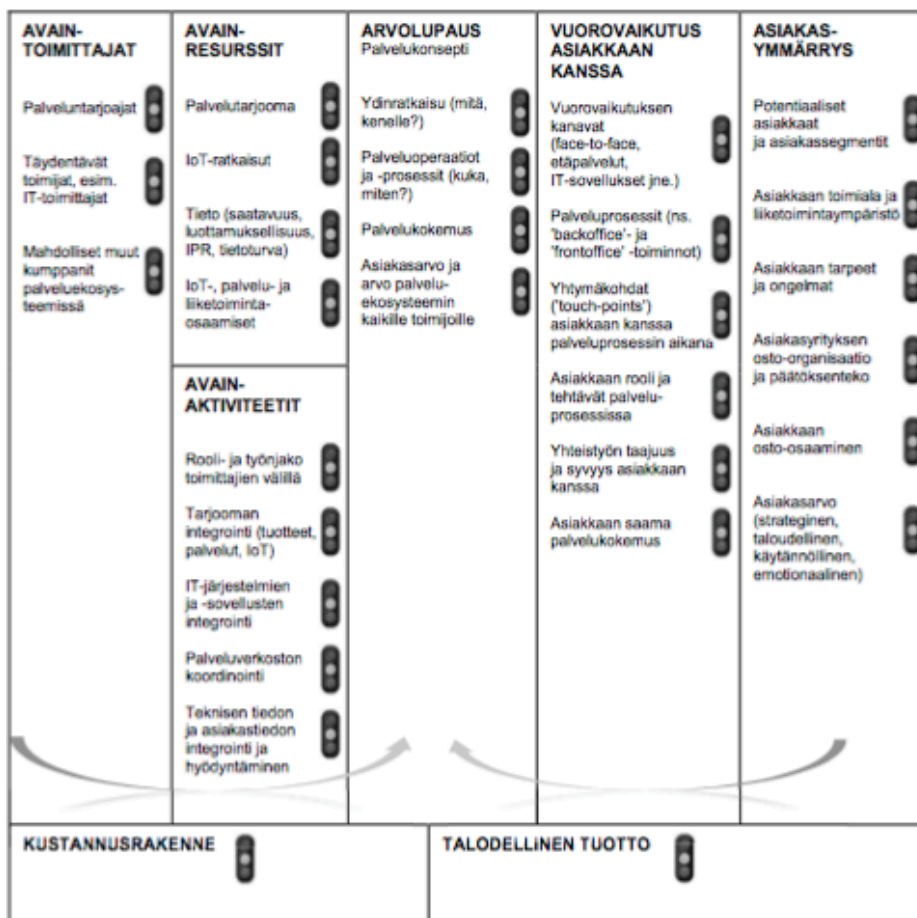 AVAIN-
TOIMITTAJAT
Palveluntarjoajat
Täydentävät
toimijat, esim.
IT-toimittajat
Mahdolliset muut
kumppanit
palveluekosys-
teemissä
AVAIN-
RESURSSIT
Palvelutarjooma
IoT-ratkaisut
Tieto (saatavuus,
luottamuksellisuus,
IPR, tietoturva)
IoT-, palvelu- ja
liiketoiminta-
osaamiset
AVAIN-
AKTIVITEETIT
Rooli- ja työnjako
toimittajien välillä
Tarjooman
integrointi (tuotteet,
palvelut, IoT)
IT-järjestelmien
ja -sovellusten
integrointi
Palveluverkoston
koordinointi
Teknisen tiedon
ja asiakastiedon
integrointi ja
hyödyntäminen
ARVOLUPAUS
Palvelukonsepti
Ydinratkaisu (mitä,
kenelle?)
Palveluoperaatiot
ja -prosessit (kuka,
miten?)
Palvelukokemus
Asiakasarvo ja
arvo palvelu-
ekosysteemin
kaikille toimijoille
VUOROVAIKUTUS
ASIAKKAAN
KANSSA
Vuorovaikutuksen
kanavat
(face-to-face,
etäpalvelut,
IT-sovellukset jne.)
Palveluprosessit (ns.
'backoffice'- ja
'frontoffice' -toiminnot)
Yhtymäkohdat
('touch-points')
asiakkaan kanssa
palveluprosessin aikana
Asiakkaan rooli ja
tehtävät palvelu-
prosessissa
Yhteistyön taajuus
ja syvyys asiakkaan
kanssa
Asiakkaan saama
palvelukokemus
ASIAKAS-
YMMÄRRYS
Potentiaaliset
asiakkaat
ja asiakassegmentit
Asiakkaan toimiala ja
liiketoimintaympäristö
Asiakkaan tarpeet
ja ongelmat
Asiakasyrityksen
osto-organisaatio
ja päätöksenteko
Asiakkaan
osto-osaaminen
Asiakasarvo
(strateginen,
taloudellinen,
käytännöllinen,
emotionaalinen)
KUSTANNUSRAKENNE
TALODELLiNEN TUOTTO